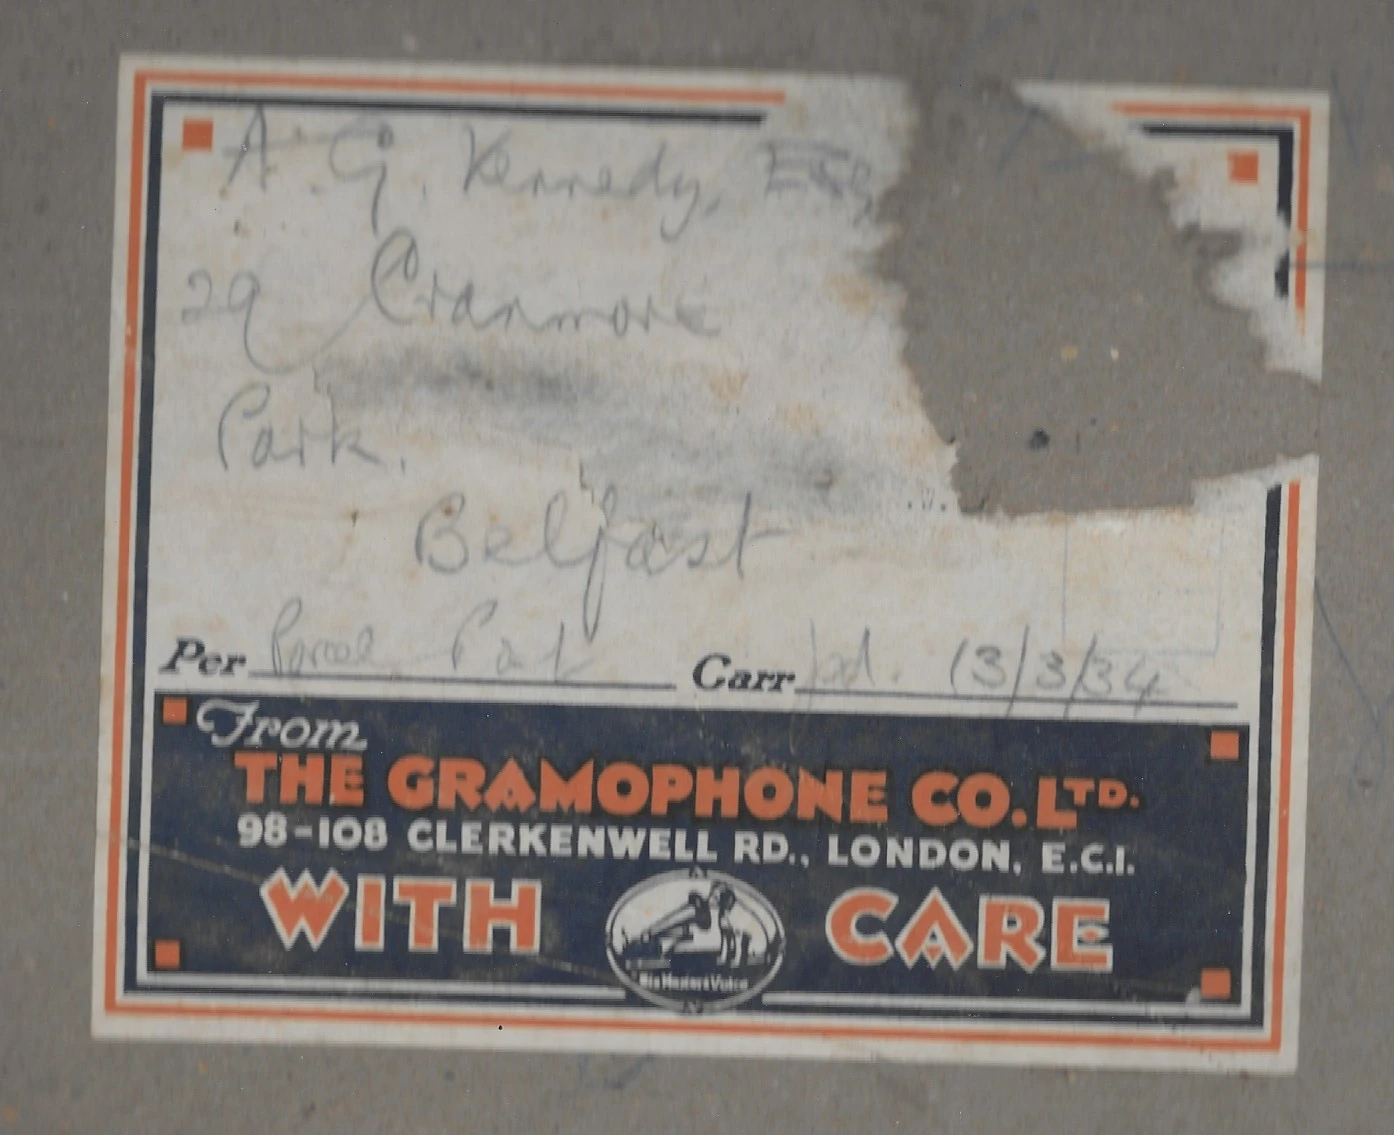 A G. Kennedy, Esq
29 Cranmore
Park.
Belfast
Per Parcel Post Carr pd. 13/3/34
From
THE GRAMOPHONE CO. LTD.
98-108 CLERKENWELL RD., LONDON, E.C.1.
WITH CARE
His Master's Voice